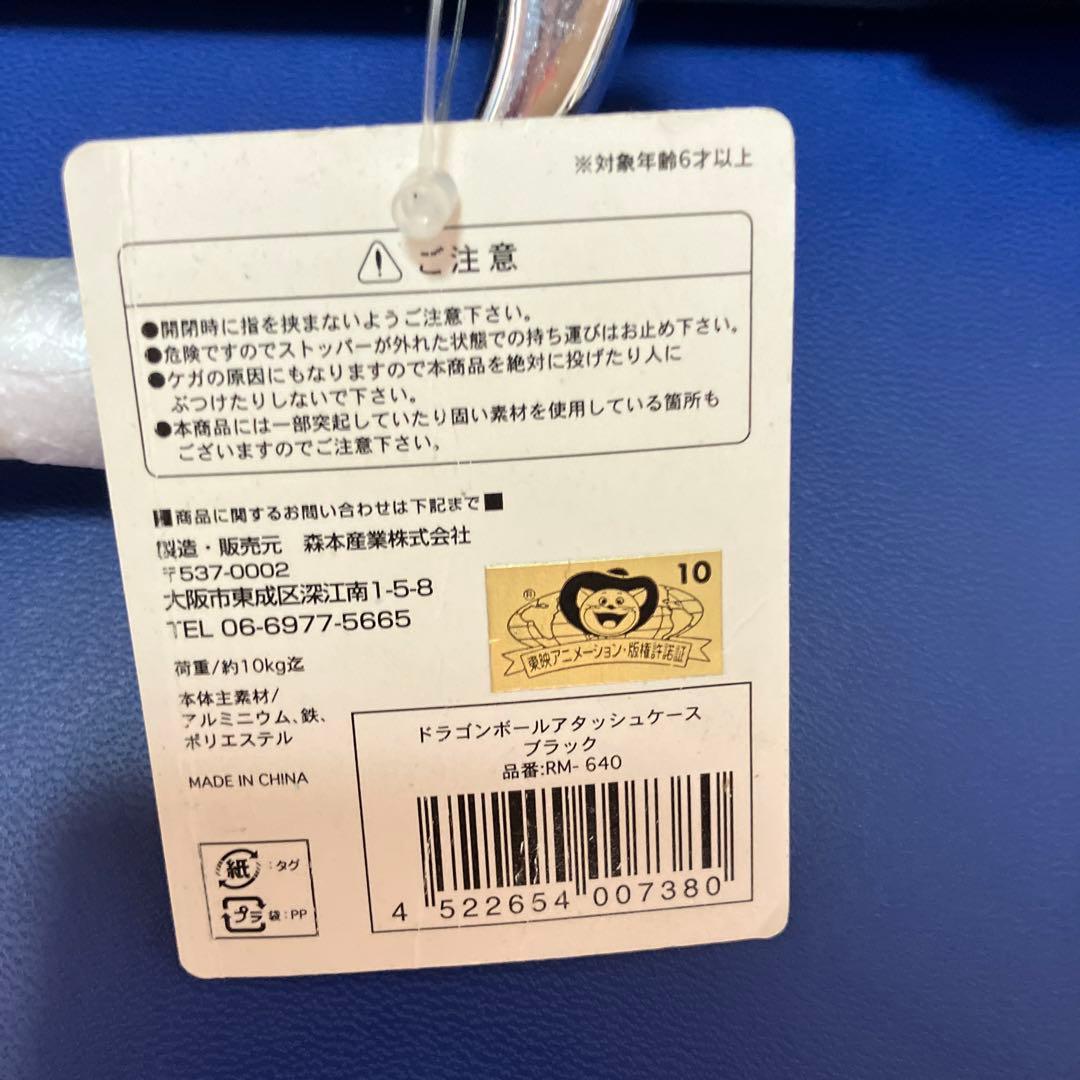 ※対象年齢6才以上
ご注意
●開閉時に指を挟まないようご注意下さい。
●危険ですのでストッパーが外れた状態での持ち運びはお止め下さい。
●ケガの原因にもなりますので本商品を絶対に投げたり人に
ぶつけたりしないで下さい。
●本商品には一部突起していたり固い素材を使用している箇所も
ございますのでご注意下さい。
■商品に関するお問い合わせは下記まで■
製造・販売元 森本産業株式会社
〒537-0002
大阪市東成区深江南1-5-8
TEL 06-6977-5665
荷重/約10kg迄
本体主素材/
アルミニウム、鉄、
ポリエステル
MADE IN CHINA
紙:タグ
プラ 袋:PP
10
®
東映アニメーション・版権許諾証
ドラゴンボールアタッシュケース
ブラック
品番:RM- 640
4 522654 007380